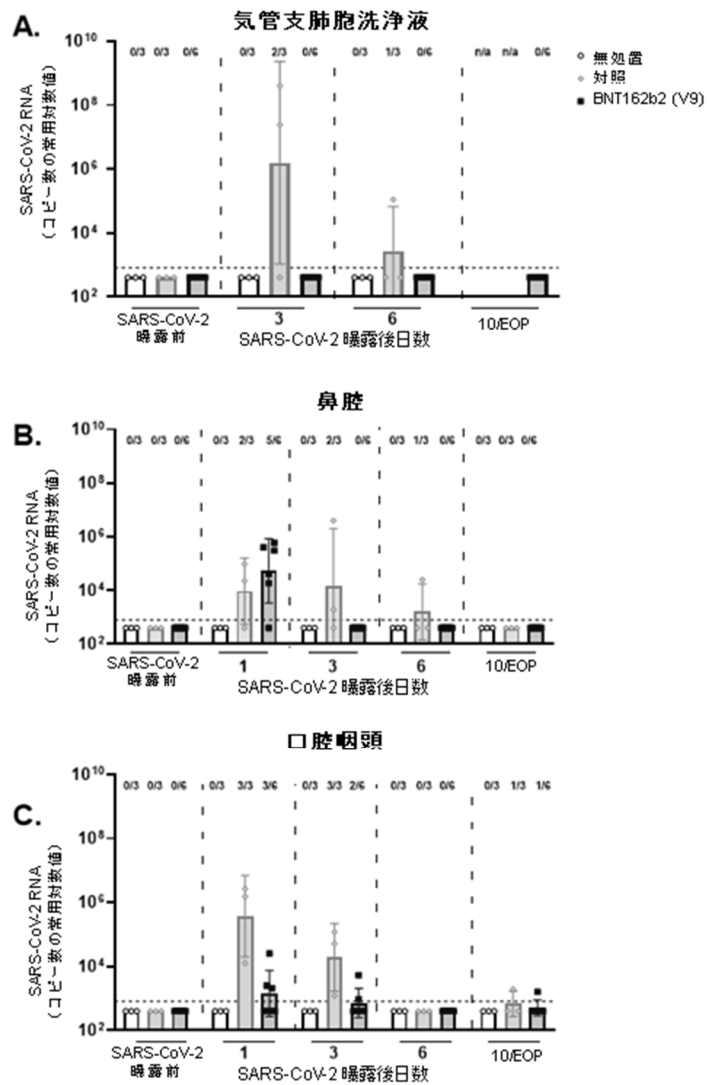 A.
気管支肺胞洗浄液
SARS-CoV-2 RNA
(コピー数の常用対数値)
10^10
10^8
10^6
10^4
10^2
0/3 0/3 0/6
0/3 2/3 0/6
0/3 1/3 0/6
n/a n/a 0/6
無処置
対照
BNT162b2 (V9)
SARS-CoV-2
曝露前
3
6
10/EOP
SARS-CoV-2 曝露後日数
B.
鼻腔
SARS-CoV-2 RNA
(コピー数の常用対数値)
10^10
10^8
10^6
10^4
10^2
0/3 0/3 0/6
0/3 2/3 5/6
0/3 2/3 0/6
0/3 1/3 0/6
0/3 0/3 0/6
SARS-CoV-2
曝露前
1
3
6
10/EOP
SARS-CoV-2 曝露後日数
口腔咽頭
C.
SARS-CoV-2 RNA
(コピー数の常用対数値)
10^10
10^8
10^6
10^4
10^2
0/3 0/3 0/6
0/3 3/3 3/6
0/3 3/3 2/6
0/3 0/3 0/6
0/3 1/3 1/6
SARS-CoV-2
曝露前
1
3
6
10/EOP
SARS-CoV-2 曝露後日数